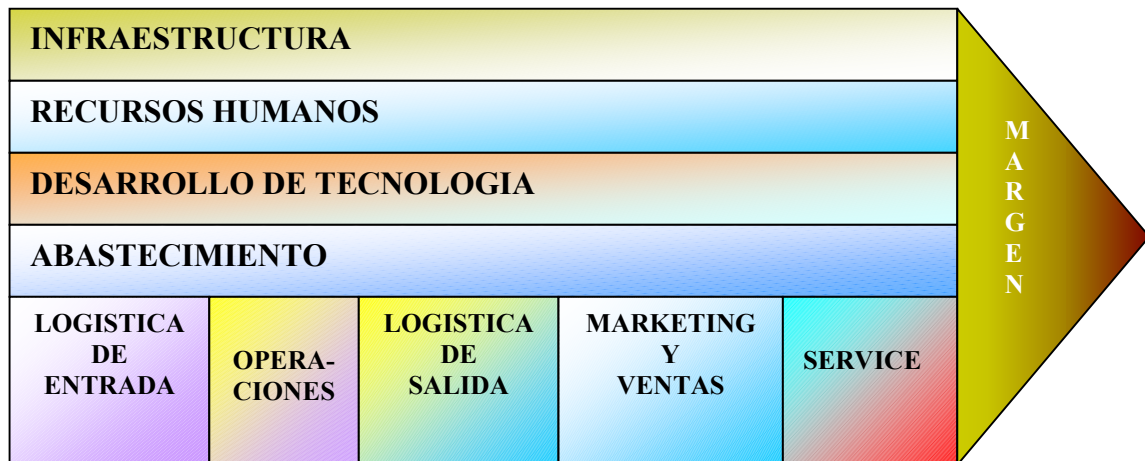 INFRAESTRUCTURA
RECURSOS HUMANOS
DESARROLLO DE TECNOLOGIA
ABASTECIMIENTO
LOGISTICA
DE
ENTRADA
OPERA-
CIONES
LOGISTICA
DE
SALIDA
MARKETING
Y
VENTAS
SERVICE
M
A
R
G
E
N